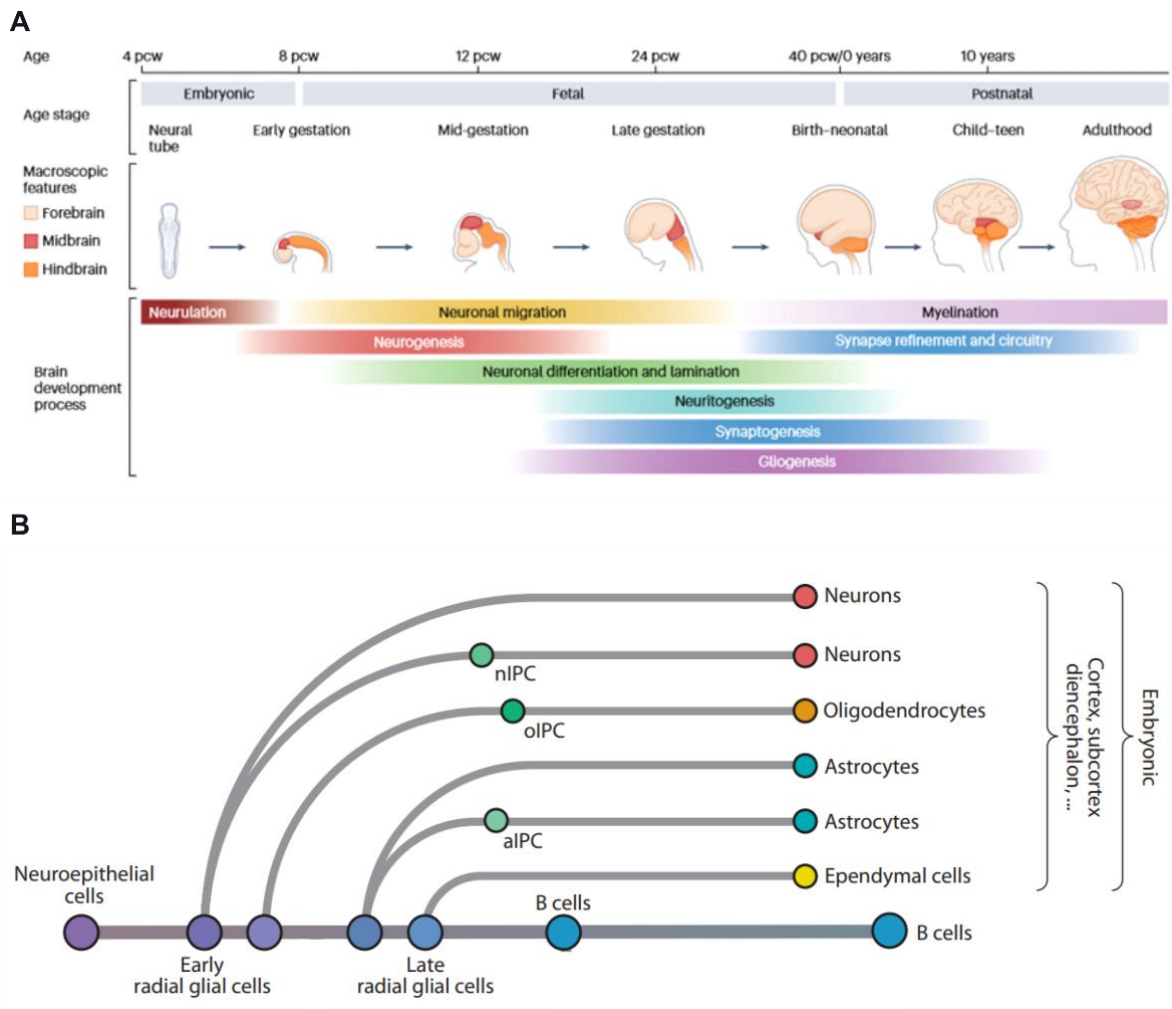 A
Age
4 pcw
8 pcw
12 pcw
24 pcw
40 pcw/0 years
10 years
Age stage
Embryonic
Fetal
Postnatal
Neural
tube
Early gestation
Mid-gestation
Late gestation
Birth–neonatal
Child–teen
Adulthood
Macroscopic
features
Forebrain
Midbrain
Hindbrain
Brain
development
process
Neurulation
Neuronal migration
Myelination
Neurogenesis
Synapse refinement and circuitry
Neuronal differentiation and lamination
Neuritogenesis
Synaptogenesis
Gliogenesis
B
Neurons
nIPC
Neurons
oIPC
Oligodendrocytes
Astrocytes
aIPC
Astrocytes
Ependymal cells
Cortex, subcortex
diencephalon, ...
Embryonic
Neuroepithelial
cells
B cells
B cells
Early
radial glial cells
Late
radial glial cells